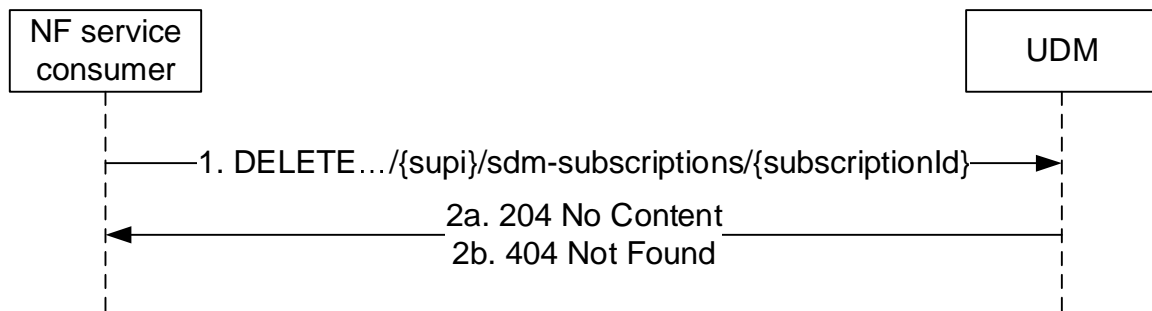 NF service
consumer
UDM
1. DELETE…/{supi}/sdm-subscriptions/{subscriptionId}
2a. 204 No Content
2b. 404 Not Found